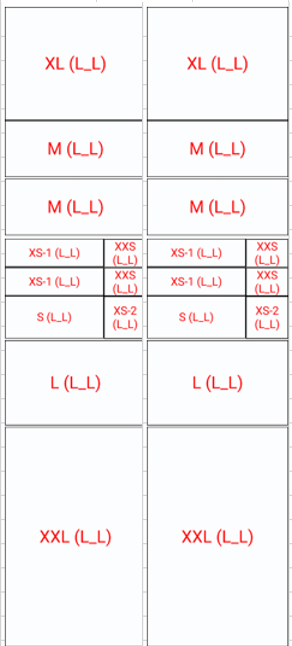 XL (L_L) XL (L_L)
M (L_L) M (L_L)
M (L_L) M (L_L)
XS-1 (L_L) XXS (L_L) XS-1 (L_L) XXS (L_L)
XS-1 (L_L) XXS (L_L) XS-1 (L_L) XXS (L_L)
S (L_L) XS-2 (L_L) S (L_L) XS-2 (L_L)
L (L_L) L (L_L)
XXL (L_L) XXL (L_L)